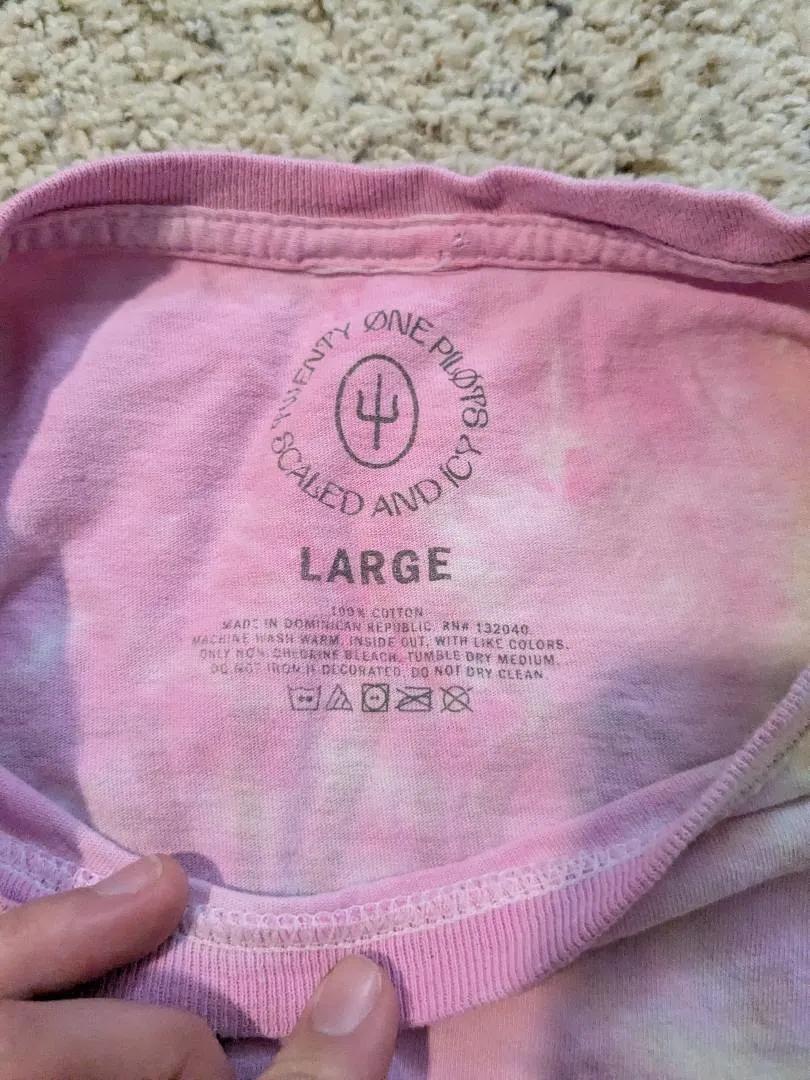 TWENTY ØNE PILØTS
SCALED AND ICY
LARGE
100% COTTON
MADE IN DOMINICAN REPUBLIC. RN# 132040
MACHINE WASH WARM, INSIDE OUT, WITH LIKE COLORS.
ONLY NON-CHLORINE BLEACH, TUMBLE DRY MEDIUM.
DO NOT IRON IF DECORATED. DO NOT DRY CLEAN